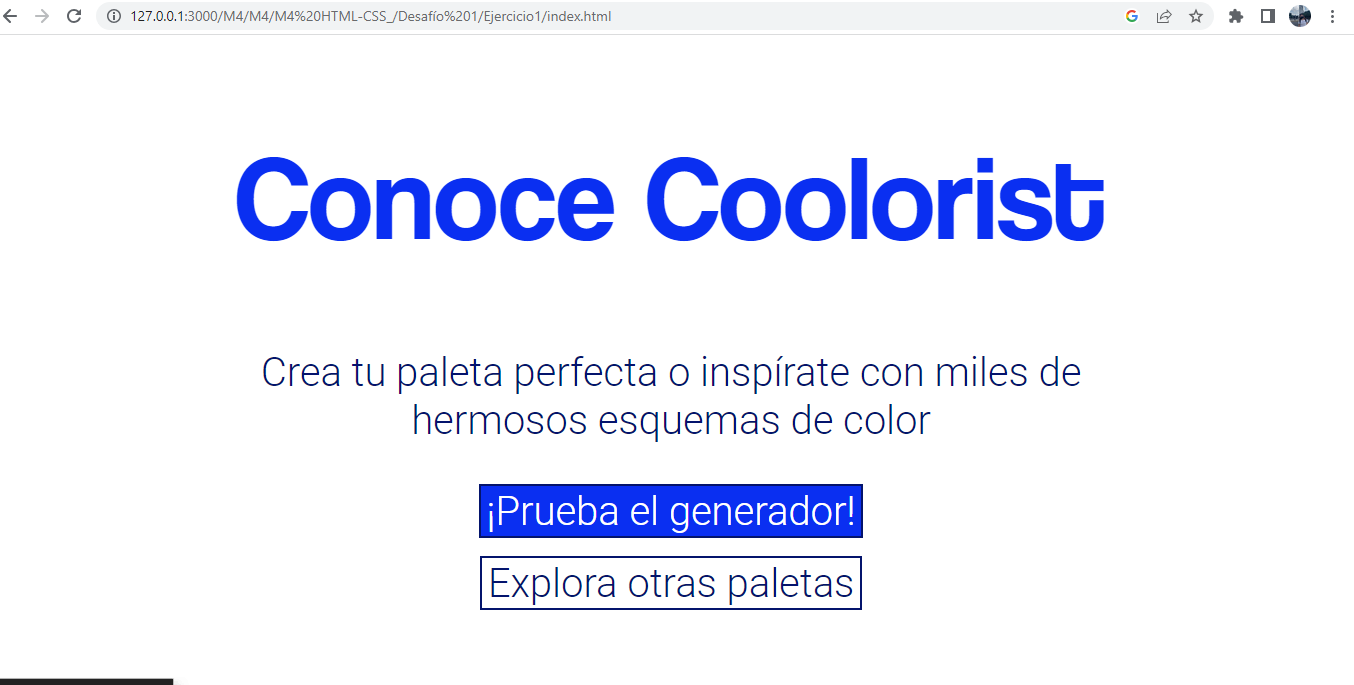 127.0.0.1:3000/M4/M4/M4%20HTML-CSS_/Desafío%201/Ejercicio1/index.html
Conoce Coolorist
Crea tu paleta perfecta o inspírate con miles de
hermosos esquemas de color
¡Prueba el generador!
Explora otras paletas